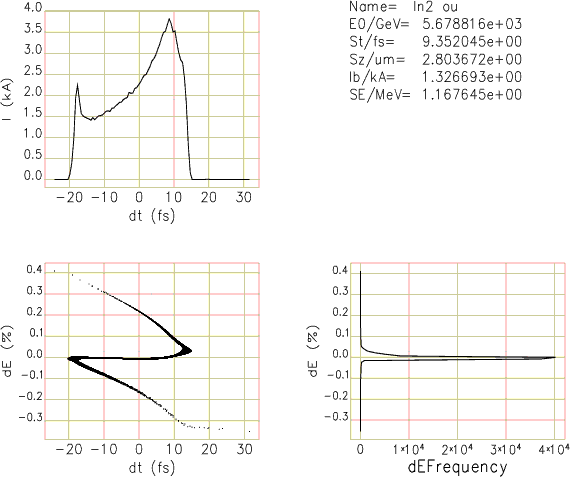 4.0
3.5
3.0
2.5
2.0
1.5
1.0
0.5
0.0
I (kA)
-20 -10 0 10 20 30
dt (fs)
Name= ln2 ou
E0/GeV= 5.678816e+03
St/fs= 9.352045e+00
Sz/um= 2.803672e+00
Ib/kA= 1.326693e+00
SE/MeV= 1.167645e+00
0.4
0.3
0.2
0.1
0.0
-0.1
-0.2
-0.3
dE (%)
-20 -10 0 10 20 30
dt (fs)
0.4
0.3
0.2
0.1
0.0
-0.1
-0.2
-0.3
dE (%)
0 1×10⁴ 2×10⁴ 3×10⁴ 4×10⁴
dEFrequency